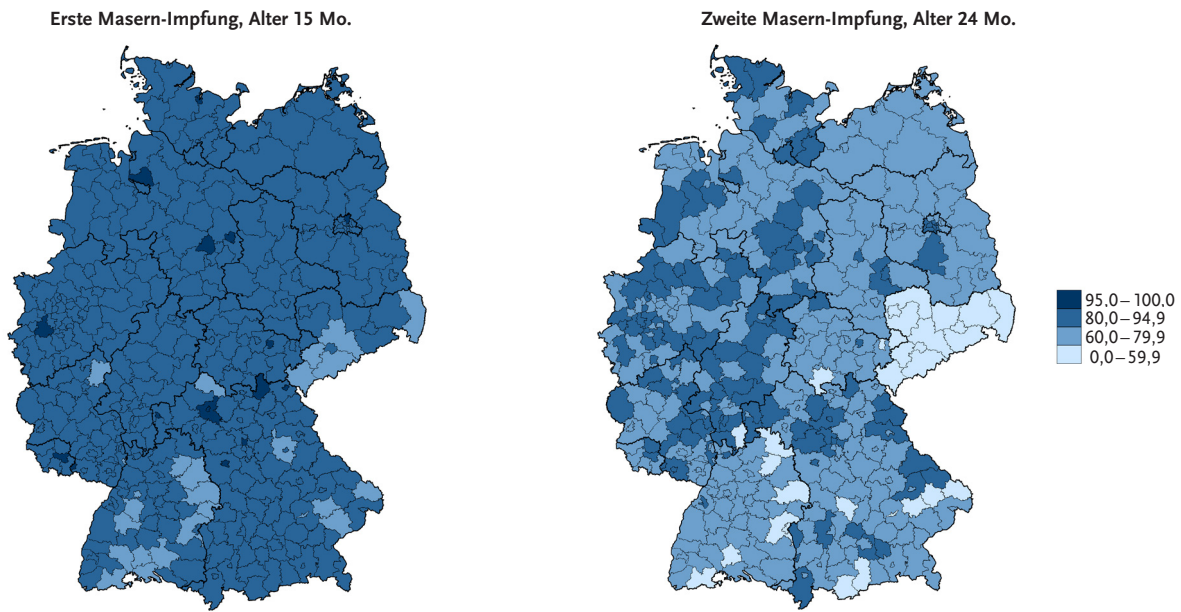 Erste Masern-Impfung, Alter 15 Mo.
Zweite Masern-Impfung, Alter 24 Mo.
95,0–100,0
80,0–94,9
60,0–79,9
0,0–59,9